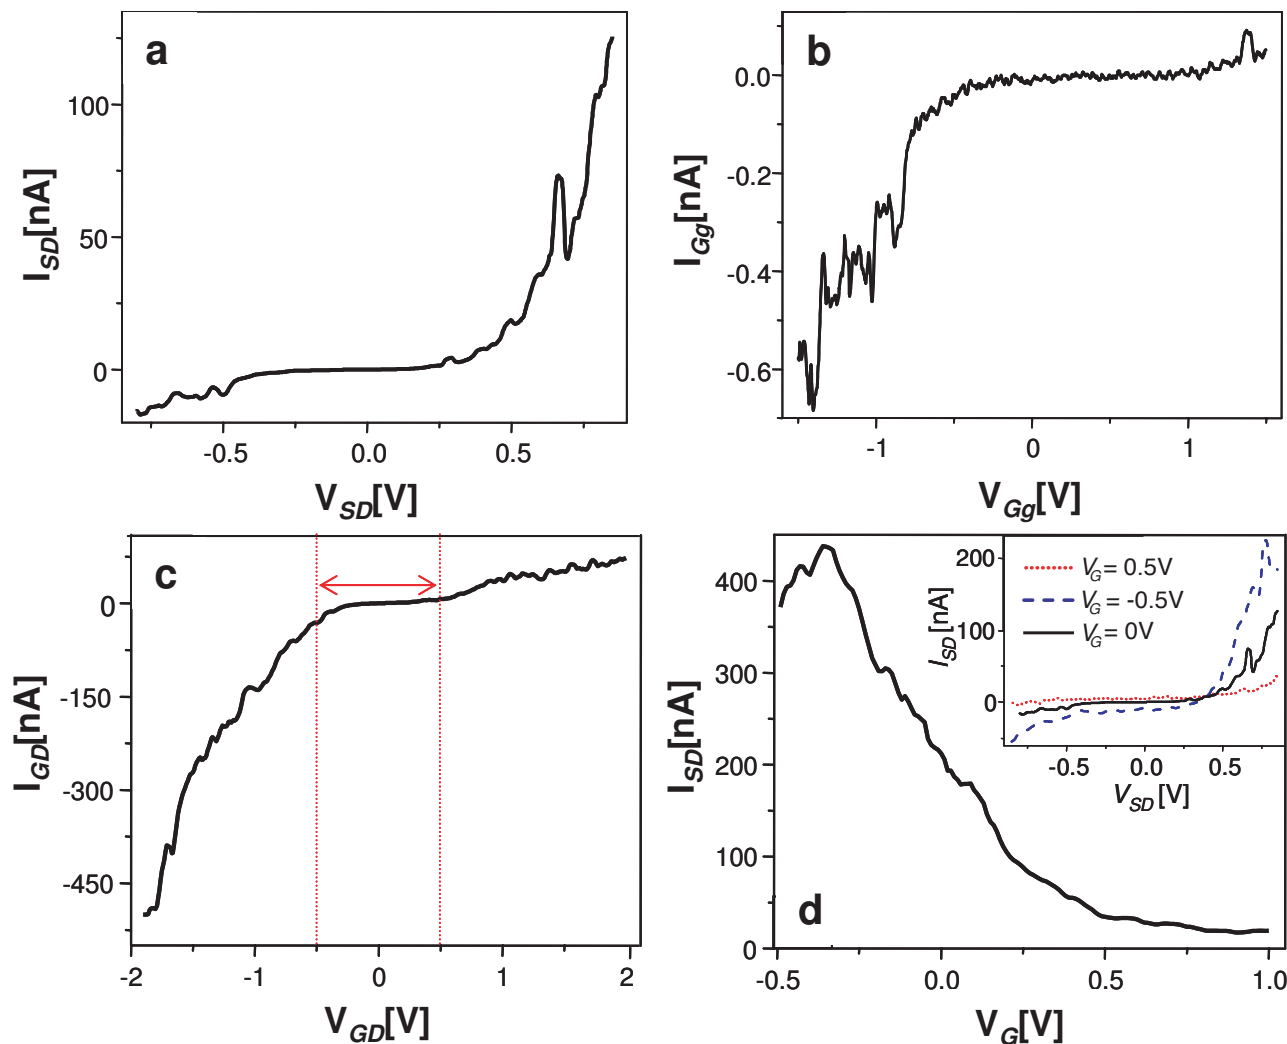 a
I_SD[nA]
100
50
0
-0.5 0.0 0.5
V_SD[V]
b
I_Gg[nA]
0.0
-0.2
-0.4
-0.6
-1 0 1
V_Gg[V]
c
I_GD[nA]
0
-150
-300
-450
-2 -1 0 1 2
V_GD[V]
d
I_SD[nA]
400
300
200
100
0
-0.5 0.0 0.5 1.0
V_G[V]
V_G= 0.5V
V_G= -0.5V
V_G= 0V
I_SD[nA]
200
100
0
-0.5 0.0 0.5
V_SD[V]